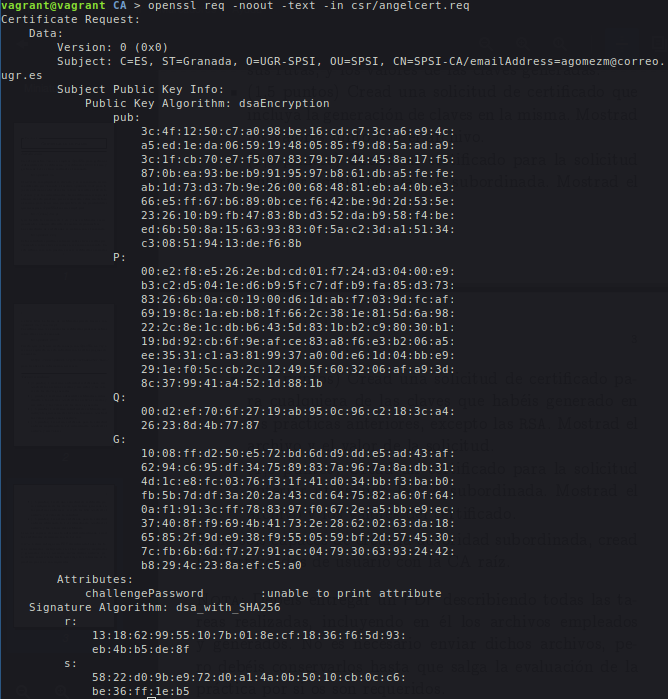 vagrant@vagrant CA > openssl req -noout -text -in csr/angelcert.req
Certificate Request:
Data:
Version: 0 (0x0)
Subject: C=ES, ST=Granada, O=UGR-SPSI, OU=SPSI, CN=SPSI-CA/emailAddress=agomezm@correo.
ugr.es
Subject Public Key Info:
Public Key Algorithm: dsaEncryption
pub:
3c:4f:12:50:c7:a0:98:be:16:cd:c7:3c:a6:e9:4c:
a5:ed:1e:da:06:59:19:48:05:85:f9:d8:5a:ad:a9:
3c:1f:cb:70:e7:f5:07:83:79:b7:44:45:8a:17:f5:
87:0b:ea:93:be:b9:91:95:97:b8:61:db:a5:fe:fe:
ab:1d:73:d3:7b:9e:26:00:68:48:81:eb:a4:0b:e3:
66:e5:ff:67:b6:89:0b:ce:f6:42:be:9d:2d:53:5e:
23:26:10:b9:fb:47:83:8b:d3:52:da:b9:58:f4:be:
ed:6b:50:8a:15:63:93:83:0f:5a:c2:3d:a1:51:34:
c3:08:51:94:13:de:f6:8b
P:
00:e2:f8:e5:26:2e:bd:cd:01:f7:24:d3:04:00:e9:
b3:c2:d5:04:1e:d6:b9:5f:c7:df:b9:fa:85:d3:73:
83:26:6b:0a:c0:19:00:d6:1d:ab:f7:03:9d:fc:af:
69:19:8c:1a:eb:b8:1f:66:2c:38:1e:81:5d:6a:98:
22:2c:8e:1c:db:b6:43:5d:83:1b:b2:c9:80:30:b1:
19:bd:92:cb:6f:9e:af:ce:83:a8:f6:e3:b2:06:a5:
ee:35:31:c1:a3:81:99:37:a0:0d:e6:1d:04:bb:e9:
29:1e:f0:5c:cb:2c:12:49:5f:60:32:06:af:a9:3d:
8c:37:99:41:a4:52:1d:88:1b
Q:
00:d2:ef:70:6f:27:19:ab:95:0c:96:c2:18:3c:a4:
26:23:8d:4b:77:87
G:
10:08:ff:d2:50:e5:72:bd:6d:d9:dd:e5:ad:43:af:
62:94:c6:95:df:34:75:89:83:7a:96:7a:8a:db:31:
4d:1c:e8:fc:03:76:f3:1f:41:d0:34:bb:f3:ba:b0:
fb:5b:7d:df:3a:20:2a:43:cd:64:75:82:a6:0f:64:
0a:f1:91:3c:ff:78:83:97:f0:67:2e:a5:bb:e9:ec:
37:40:8f:f9:69:4b:41:73:2e:28:62:02:63:da:18:
65:85:2f:9d:e9:38:f9:55:05:59:bf:2d:57:45:30:
7c:fb:6b:6d:f7:27:91:ac:04:79:30:63:93:24:42:
b8:29:4c:23:8a:ef:c5:a0
Attributes:
challengePassword :unable to print attribute
Signature Algorithm: dsa_with_SHA256
r:
13:18:62:99:55:10:7b:01:8e:cf:18:36:f6:5d:93:
eb:4b:b5:de:8f
s:
58:22:d0:9b:e9:72:d0:a1:4a:0b:50:10:cb:0c:c6:
be:36:ff:1e:b5